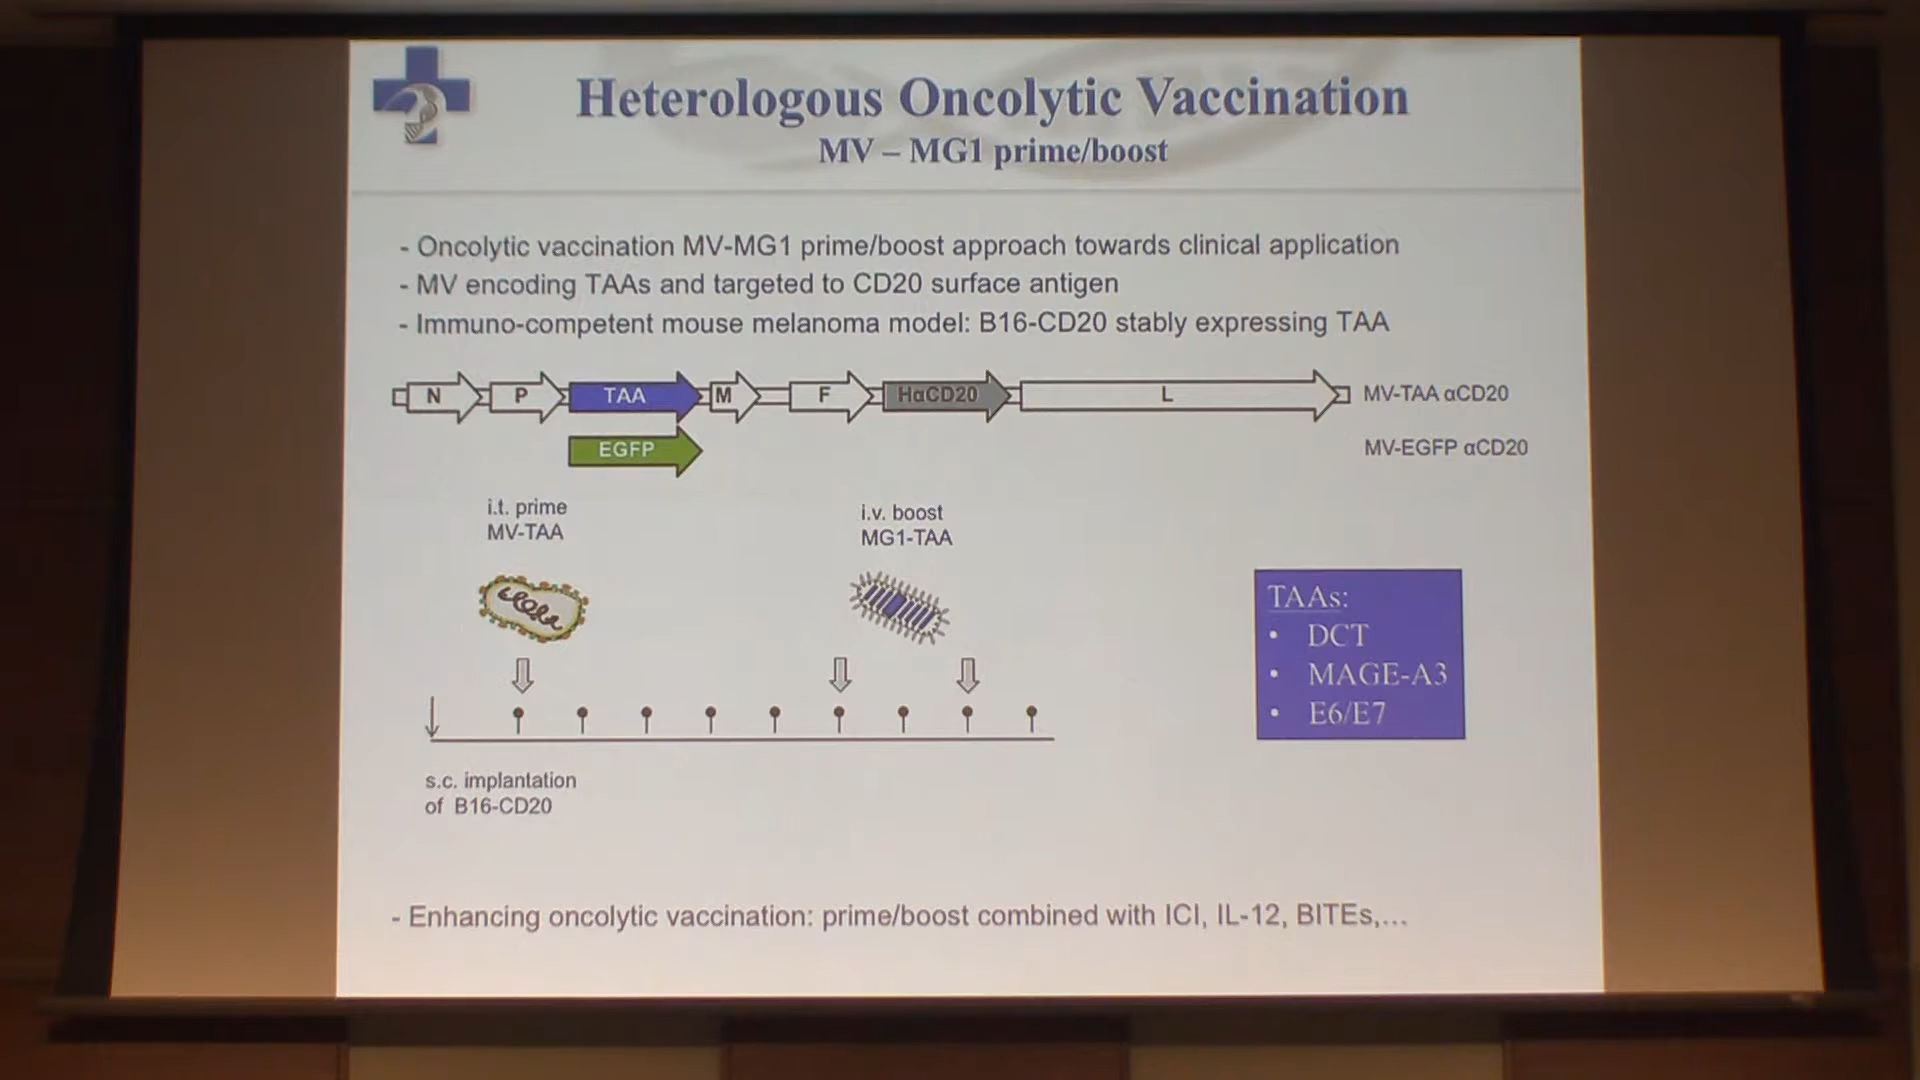 Heterologous Oncolytic Vaccination
MV – MG1 prime/boost
- Oncolytic vaccination MV-MG1 prime/boost approach towards clinical application
- MV encoding TAAs and targeted to CD20 surface antigen
- Immuno-competent mouse melanoma model: B16-CD20 stably expressing TAA
N P TAA M F HαCD20 L MV-TAA αCD20
EGFP MV-EGFP αCD20
i.t. prime
MV-TAA
i.v. boost
MG1-TAA
TAAs:
• DCT
• MAGE-A3
• E6/E7
s.c. implantation
of B16-CD20
- Enhancing oncolytic vaccination: prime/boost combined with ICI, IL-12, BITEs,...